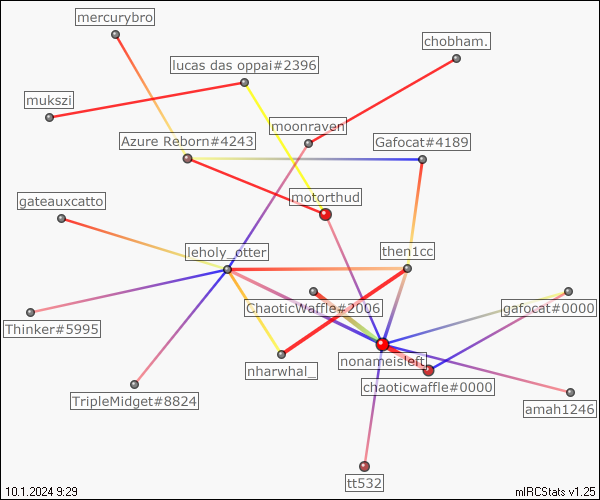 mercurybro
chobham.
lucas das oppai#2396
mukszi
moonraven
Azure Reborn#4243
Gafocat#4189
motorthud
gateauxcatto
leholy_otter
then1cc
ChaoticWaffle#2006
gafocat#0000
Thinker#5995
nonameisleft
nharwhal_
chaoticwaffle#0000
TripleMidget#8824
amah1246
tt532
10.1.2024 9:29
mIRCStats v1.25